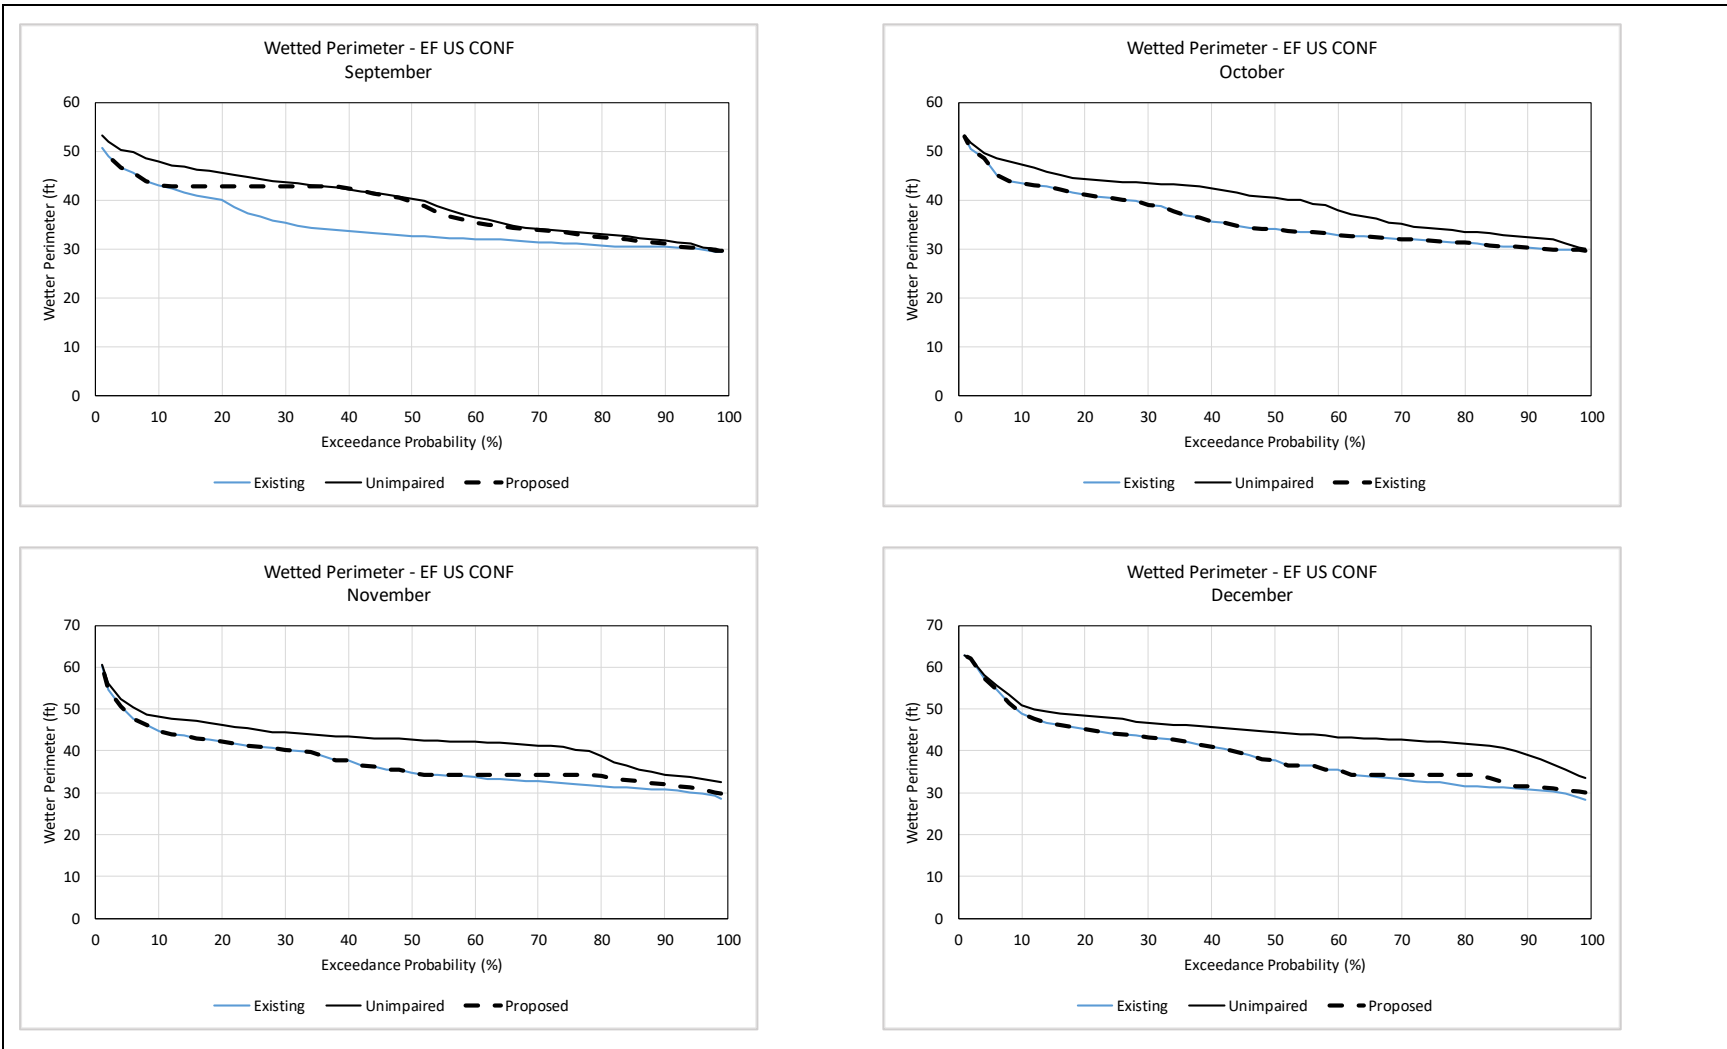 Wetted Perimeter - EF US CONF
September
60
50
40
30
20
10
0
Wetter Perimeter (ft)
0 10 20 30 40 50 60 70 80 90 100
Exceedance Probability (%)
Existing Unimpaired Proposed
Wetted Perimeter - EF US CONF
October
60
50
40
30
20
10
0
Wetter Perimeter (ft)
0 10 20 30 40 50 60 70 80 90 100
Exceedance Probability (%)
Existing Unimpaired Existing
Wetted Perimeter - EF US CONF
November
70
60
50
40
30
20
10
0
Wetter Perimeter (ft)
0 10 20 30 40 50 60 70 80 90 100
Exceedance Probability (%)
Existing Unimpaired Proposed
Wetted Perimeter - EF US CONF
December
70
60
50
40
30
20
10
0
Wetter Perimeter (ft)
0 10 20 30 40 50 60 70 80 90 100
Exceedance Probability (%)
Existing Unimpaired Proposed